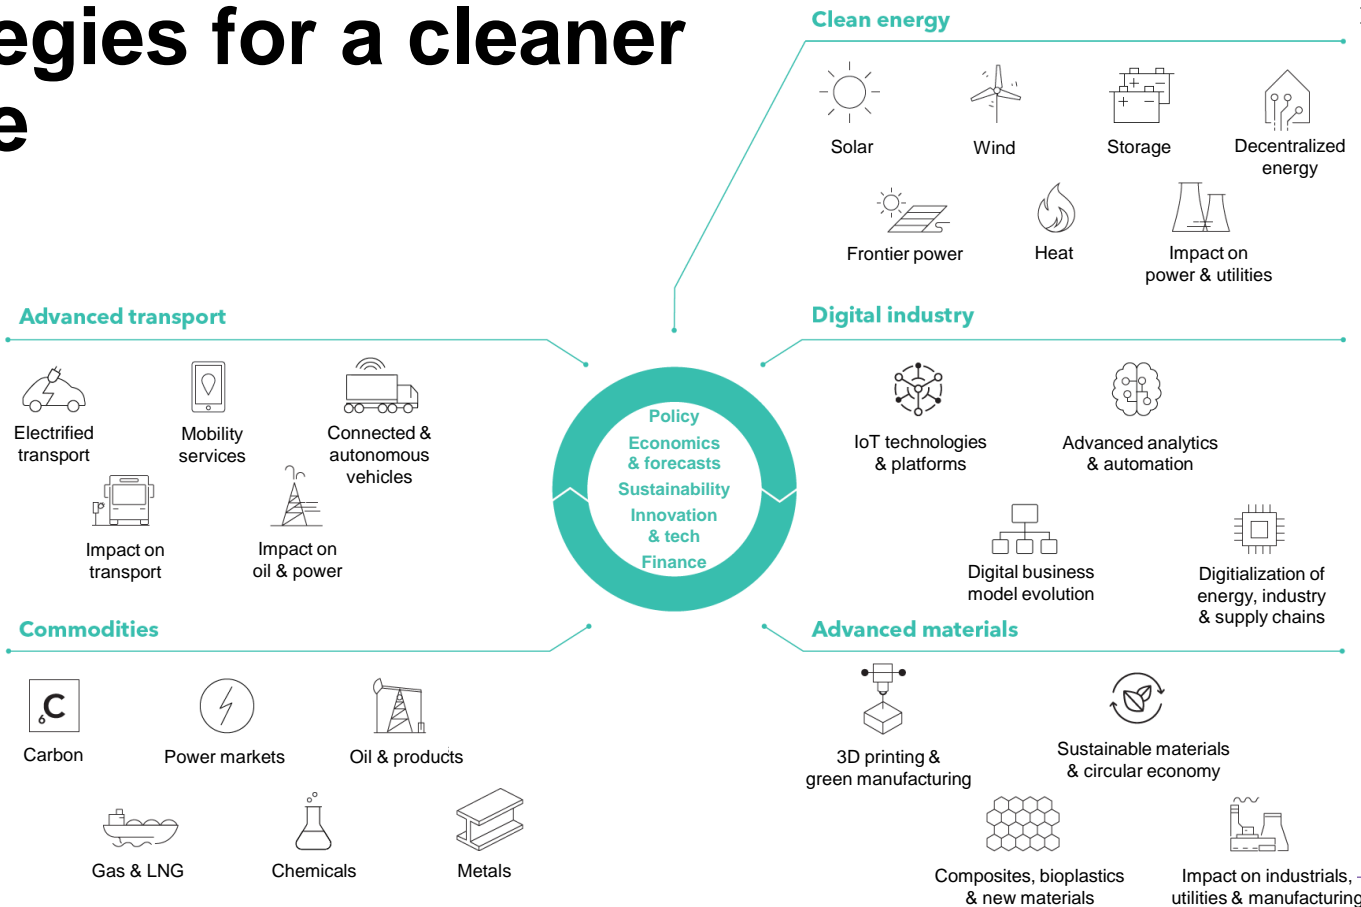 egies for a cleaner
e
Clean energy
Solar
Wind
Storage
Decentralized
energy
Frontier power
Heat
Impact on
power & utilities
Advanced transport
Electrified
transport
Mobility
services
Connected &
autonomous
vehicles
Impact on
transport
Impact on
oil & power
Policy
Economics
& forecasts
Sustainability
Innovation
& tech
Finance
Digital industry
IoT technologies
& platforms
Advanced analytics
& automation
Digital business
model evolution
Digitialization of
energy, industry
& supply chains
Commodities
6C
Carbon
Power markets
Oil & products
Gas & LNG
Chemicals
Metals
Advanced materials
3D printing &
green manufacturing
Sustainable materials
& circular economy
Composites, bioplastics
& new materials
Impact on industrials,
utilities & manufacturing